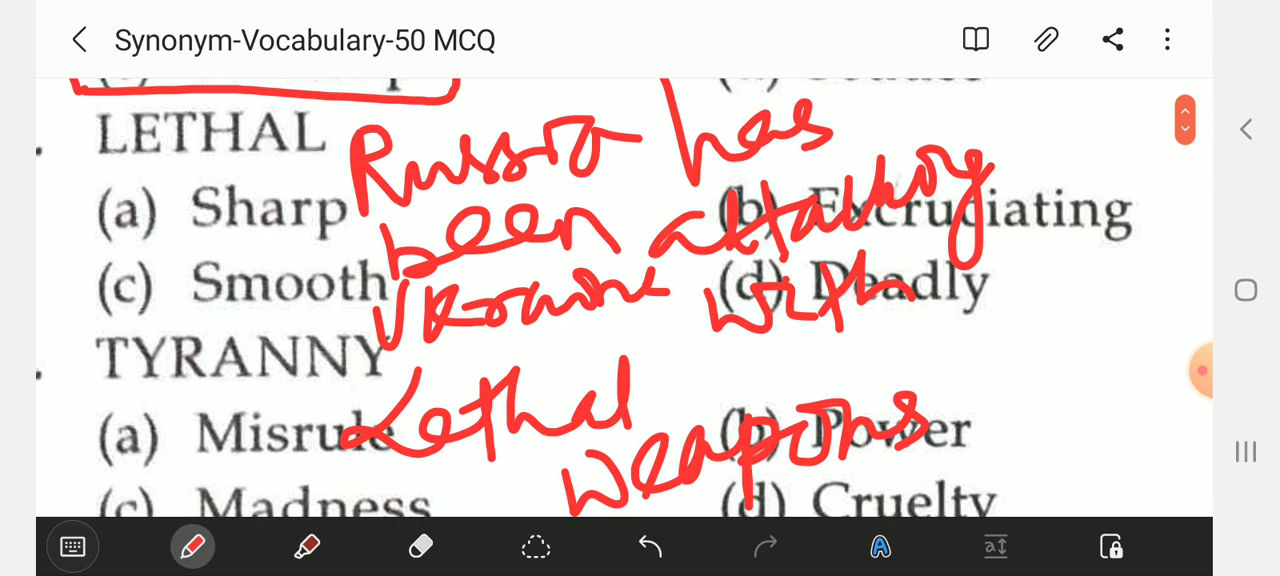 Synonym-Vocabulary-50 MCQ
LETHAL
Russia has
(a) Sharp
(b) Excruciating
been attacking
(c) Smooth
(d) Deadly
Ukraine with
TYRANNY
Lethal
(a) Misrule
(b) Power
weapons
(c) Madness
(d) Cruelty